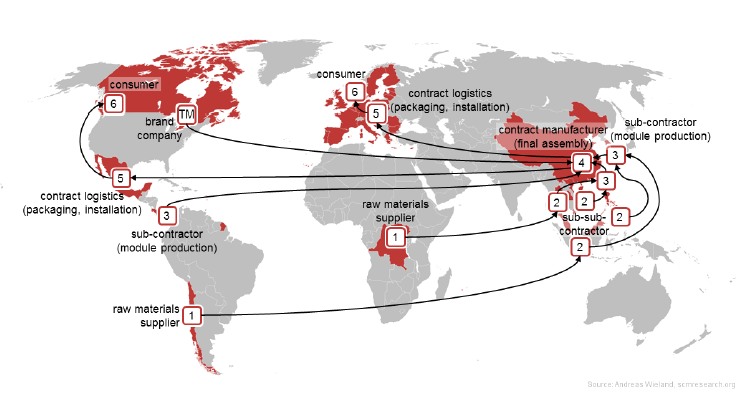 consumer
6
TM
brand
company
consumer
6
5
contract logistics
(packaging, installation)
contract manufacturer
(final assembly)
4
sub-contractor
(module production)
3
3
5
contract logistics
(packaging, installation)
3
sub-contractor
(module production)
raw materials
supplier
1
2
2
2
sub-sub-
contractor
2
raw materials
supplier
1
Source: Andreas Wieland, scmresearch.org